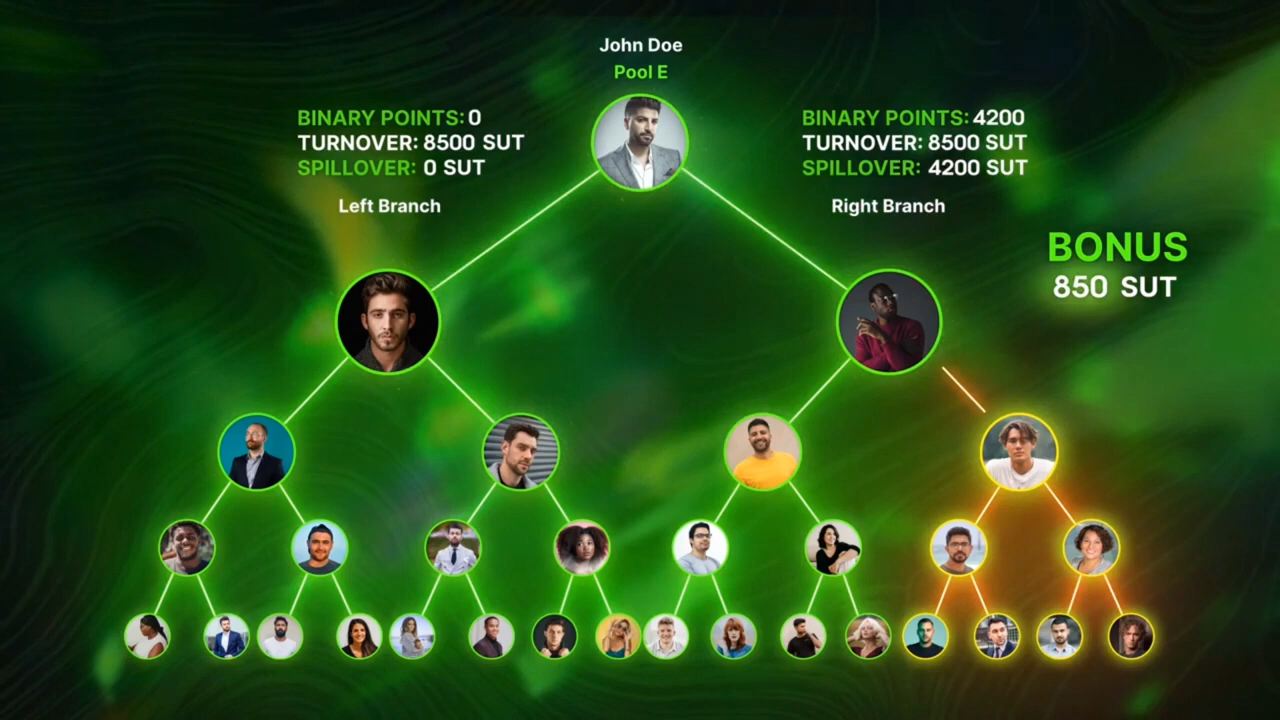 John Doe
Pool E
BINARY POINTS: 0
TURNOVER: 8500 SUT
SPILLOVER: 0 SUT
Left Branch
BINARY POINTS: 4200
TURNOVER: 8500 SUT
SPILLOVER: 4200 SUT
Right Branch
BONUS
850 SUT